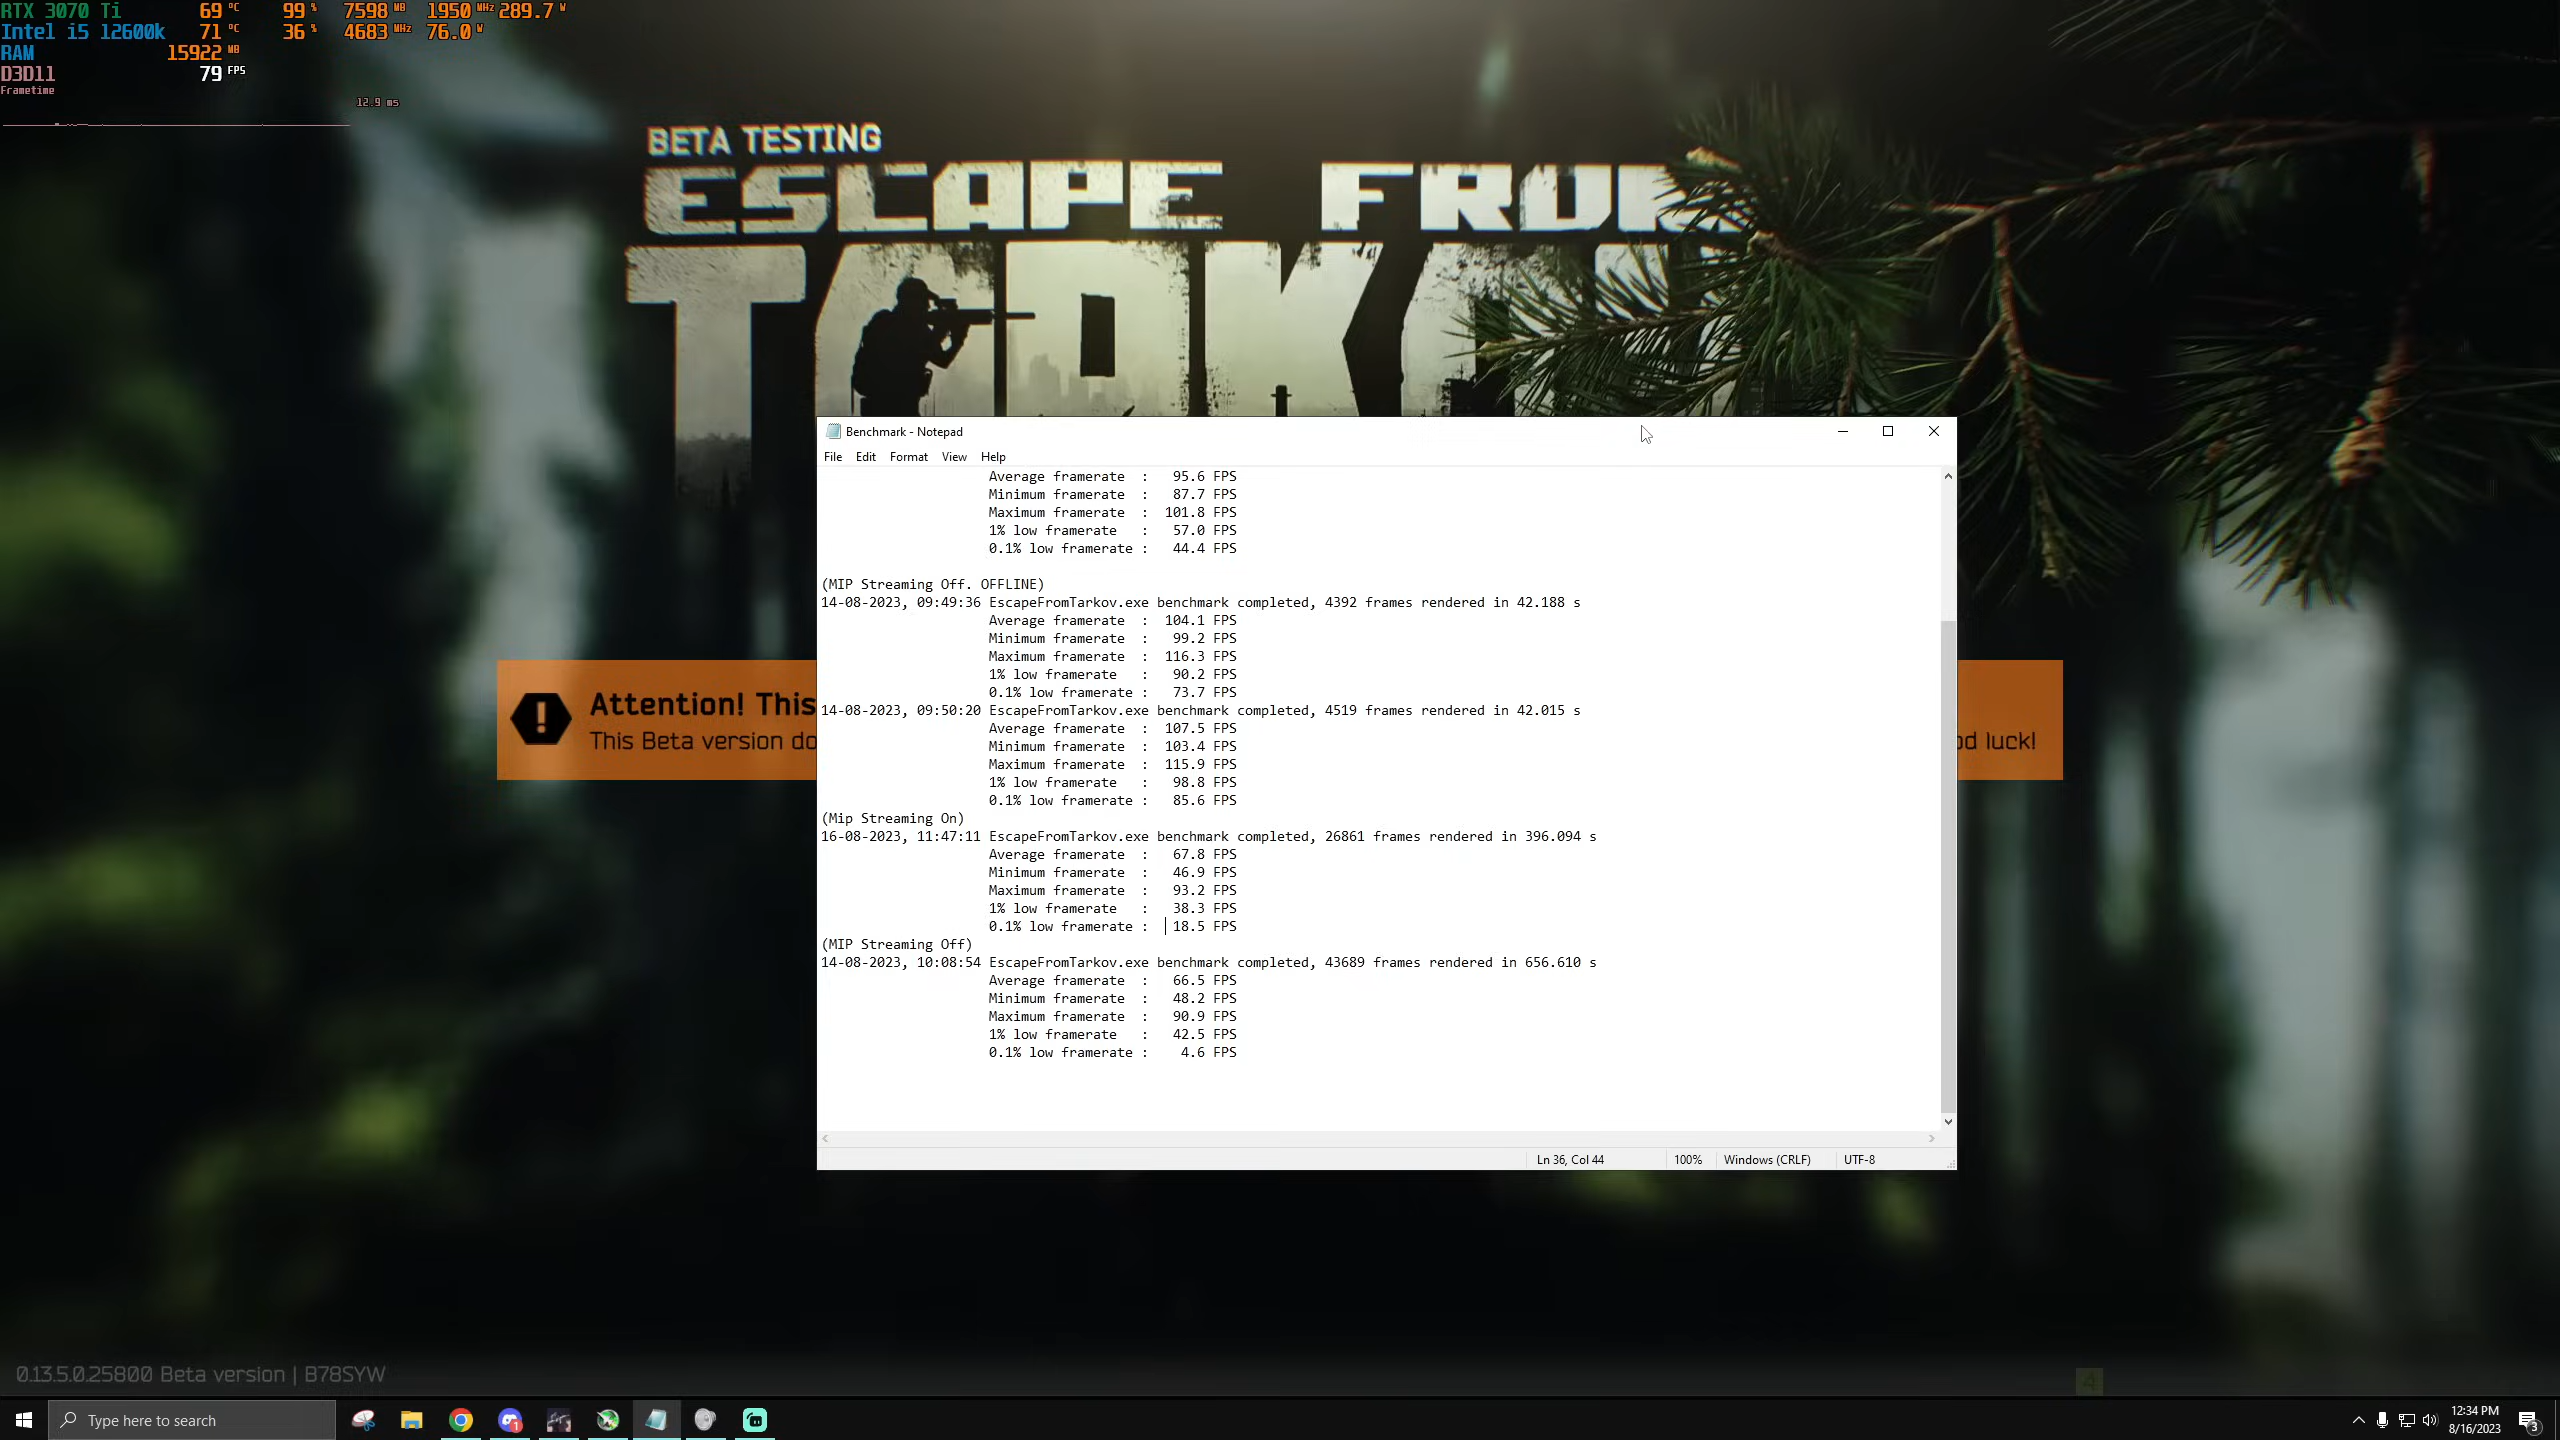 RTX 3070 Ti 69 °C 99 % 7598 MB 1950 MHz 289.7 W
Intel i5 12600k 71 °C 36 % 4683 MHz 76.0 W
RAM 15922 MB
D3D11 79 FPS
Frametime
12.9 ms
BETA TESTING
ESCAPE FROM
Benchmark - Notepad
File Edit Format View Help
Average framerate : 95.6 FPS
Minimum framerate : 87.7 FPS
Maximum framerate : 101.8 FPS
1% low framerate : 57.0 FPS
0.1% low framerate : 44.4 FPS
(MIP Streaming Off. OFFLINE)
14-08-2023, 09:49:36 EscapeFromTarkov.exe benchmark completed, 4392 frames rendered in 42.188 s
Average framerate : 104.1 FPS
Minimum framerate : 99.2 FPS
Maximum framerate : 116.3 FPS
1% low framerate : 90.2 FPS
0.1% low framerate : 73.7 FPS
14-08-2023, 09:50:20 EscapeFromTarkov.exe benchmark completed, 4519 frames rendered in 42.015 s
Average framerate : 107.5 FPS
Minimum framerate : 103.4 FPS
Maximum framerate : 115.9 FPS
1% low framerate : 98.8 FPS
0.1% low framerate : 85.6 FPS
(Mip Streaming On)
16-08-2023, 11:47:11 EscapeFromTarkov.exe benchmark completed, 26861 frames rendered in 396.094 s
Average framerate : 67.8 FPS
Minimum framerate : 46.9 FPS
Maximum framerate : 93.2 FPS
1% low framerate : 38.3 FPS
0.1% low framerate : 18.5 FPS
(MIP Streaming Off)
14-08-2023, 10:08:54 EscapeFromTarkov.exe benchmark completed, 43689 frames rendered in 656.610 s
Average framerate : 66.5 FPS
Minimum framerate : 48.2 FPS
Maximum framerate : 90.9 FPS
1% low framerate : 42.5 FPS
0.1% low framerate : 4.6 FPS
Ln 36, Col 44 100% Windows (CRLF) UTF-8
Attention! This
This Beta version do
od luck!
0.13.5.0.25800 Beta version | B78SYW
Type here to search
1
12:34 PM
8/16/2023
3